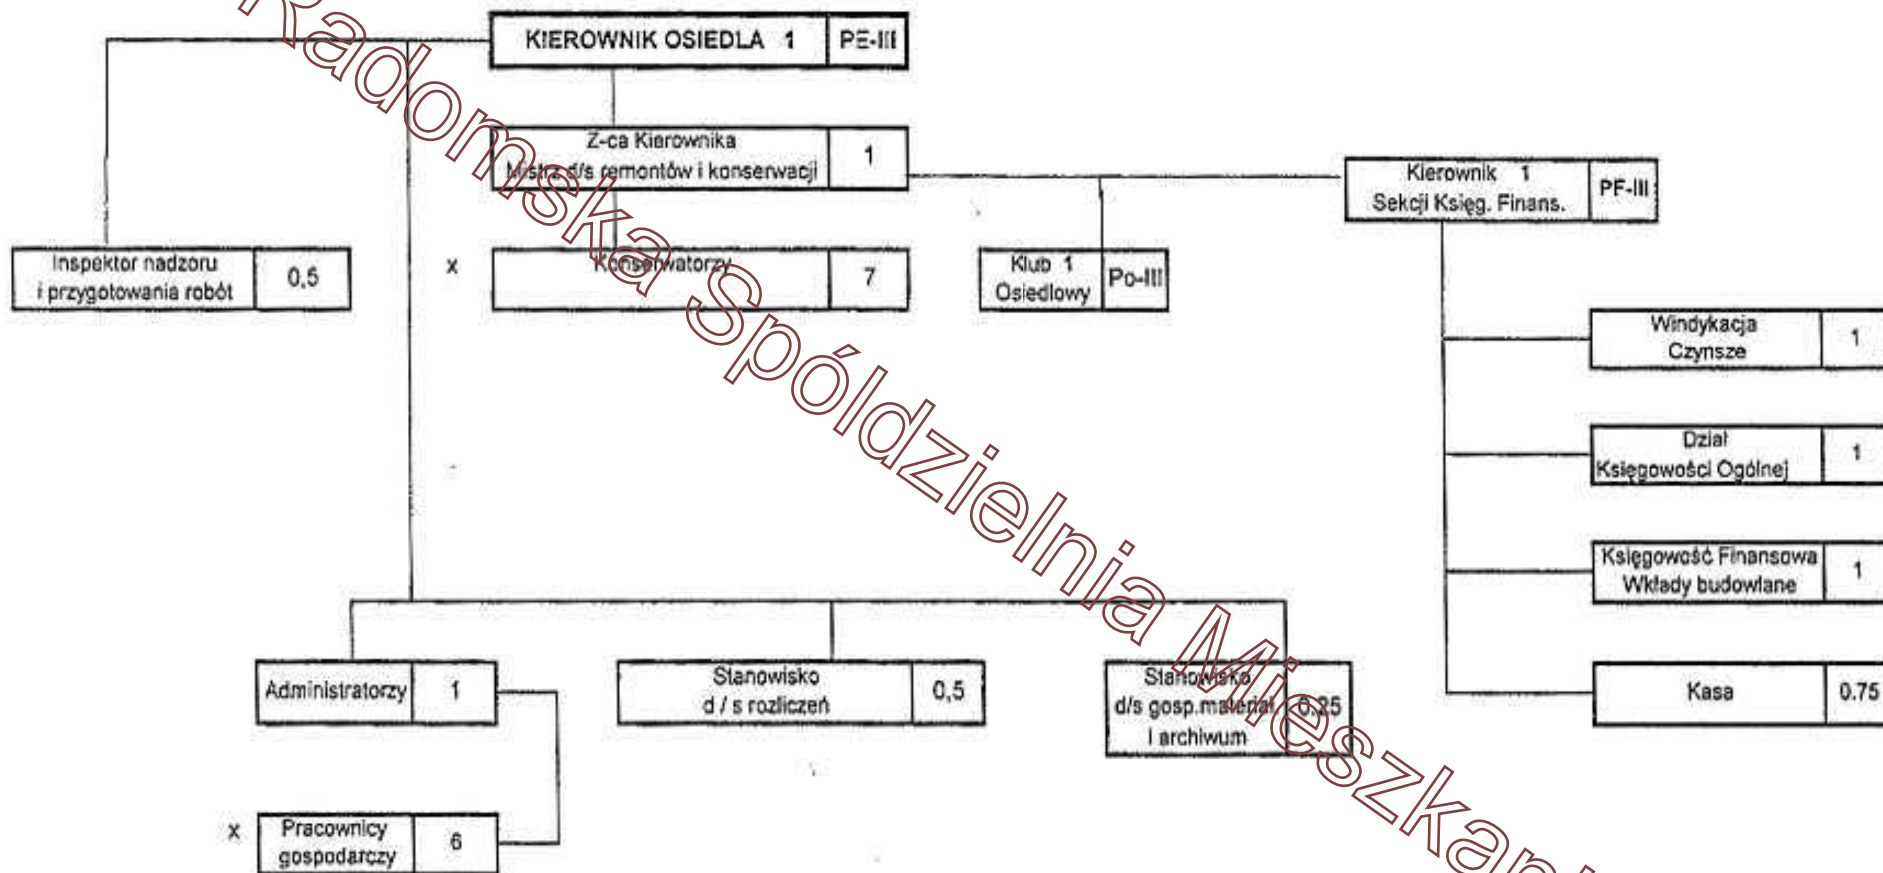 KIEROWNIK OSIEDLA 1 PE-III
Z-ca Kierownika
Mistrz d/s remontów i konserwacji 1
Kierownik 1
Sekcji Księg. Finans. PF-III
Inspektor nadzoru
i przygotowania robót 0,5
x Konserwatorzy 7
Klub 1
Osiedlowy Po-III
Windykacja
Czynsze 1
Dział
Księgowości Ogólnej 1
Księgowość Finansowa
Wkłady budowlane 1
Kasa 0.75
Administratorzy 1
Stanowisko
d / s rozliczeń 0,5
Stanowisko
d/s gosp.materiał. 0.25
i archiwum
x Pracownicy
gospodarczy 6
Radomska Spóldzielnia